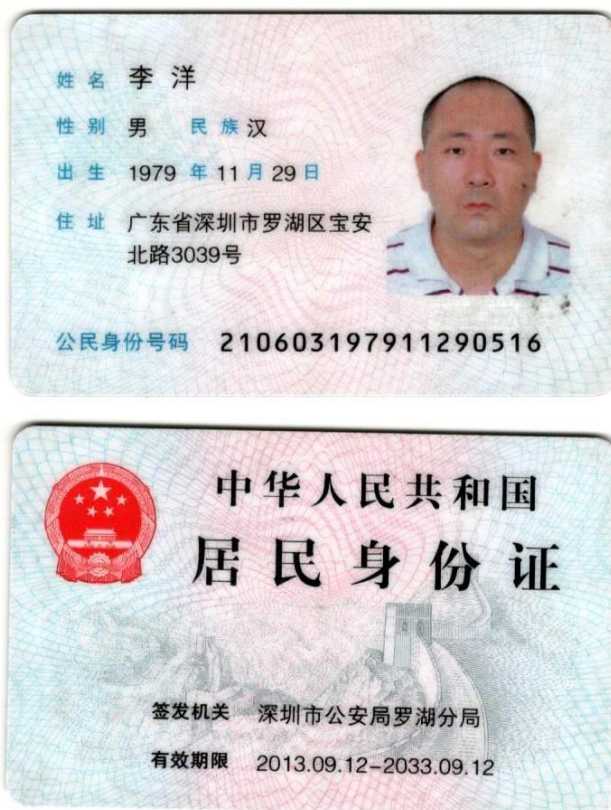 姓名 李洋
性别 男 民族 汉
出生 1979 年 11 月 29 日
住址 广东省深圳市罗湖区宝安
北路3039号
公民身份号码 210603197911290516
中华人民共和国
居民身份证
签发机关 深圳市公安局罗湖分局
有效期限 2013.09.12-2033.09.12